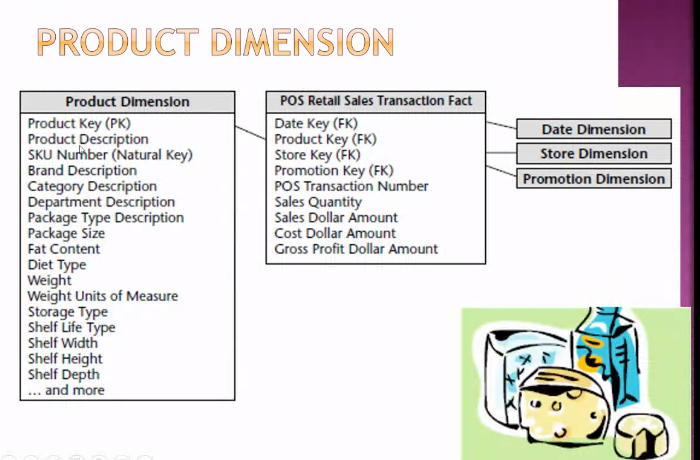 PRODUCT DIMENSION
Product Dimension
Product Key (PK)
Product Description
SKU Number (Natural Key)
Brand Description
Category Description
Department Description
Package Type Description
Package Size
Fat Content
Diet Type
Weight
Weight Units of Measure
Storage Type
Shelf Life Type
Shelf Width
Shelf Height
Shelf Depth
... and more
POS Retail Sales Transaction Fact
Date Key (FK)
Product Key (FK)
Store Key (FK)
Promotion Key (FK)
POS Transaction Number
Sales Quantity
Sales Dollar Amount
Cost Dollar Amount
Gross Profit Dollar Amount
Date Dimension
Store Dimension
Promotion Dimension